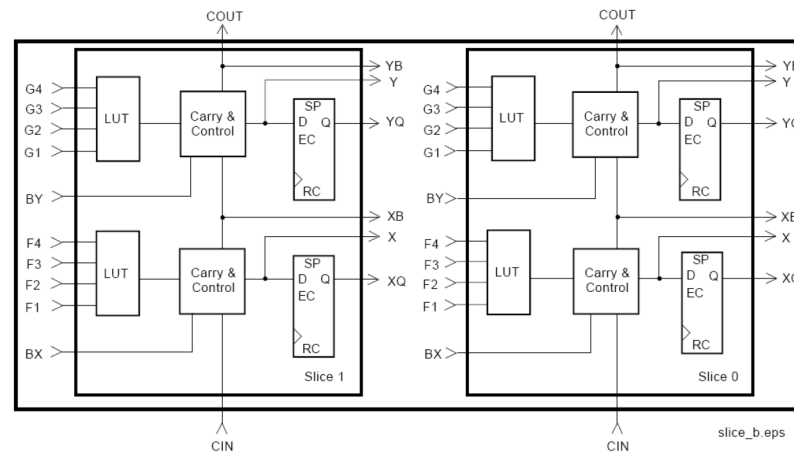 COUT COUT
YB YB
Y Y
G4 G4
SP SP
G3 G3
LUT Carry & Control D Q YQ LUT Carry & Control D Q
G2 G2
EC EC
G1 G1
RC RC
BY BY
XB XB
X X
F4 F4
SP SP
F3 F3
LUT Carry & Control D Q XQ LUT Carry & Control D Q
F2 F2
EC EC
F1 F1
RC RC
BX BX
Slice 1 Slice 0
CIN CIN
slice_b.eps